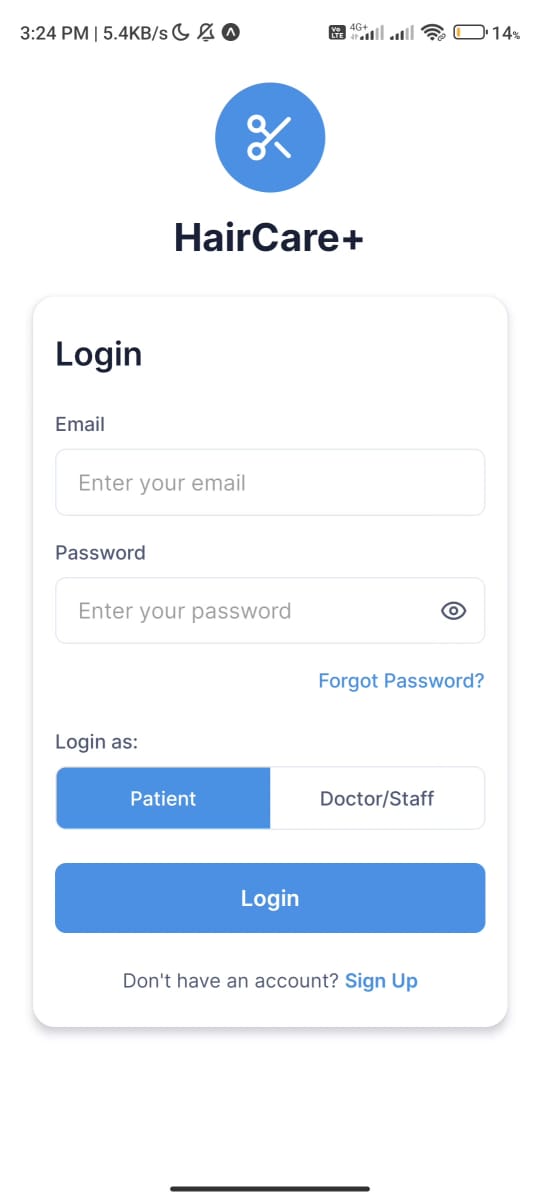 3:24 PM | 5.4KB/s VoLTE 4G+ 14%
HairCare+
Login
Email
Enter your email
Password
Enter your password
Forgot Password?
Login as:
Patient Doctor/Staff
Login
Don't have an account? Sign Up